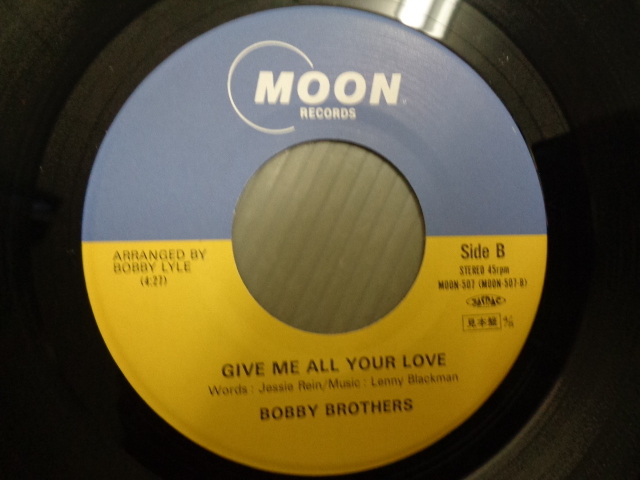 MOON
RECORDS
ARRANGED BY
BOBBY LYLE
(4:27)
Side B
STEREO 45rpm
MOON-507 (MOON-507-B)
見本盤
GIVE ME ALL YOUR LOVE
Words : Jessie Rein/Music : Lenny Blackman
BOBBY BROTHERS